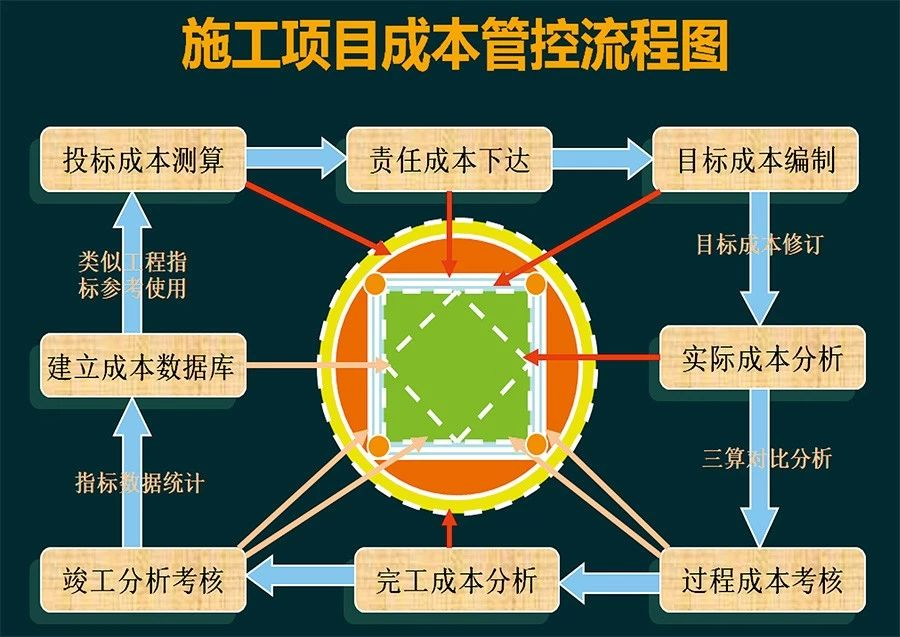 施工项目成本管控流程图
投标成本测算
责任成本下达
目标成本编制
类似工程指
标参考使用
目标成本修订
建立成本数据库
实际成本分析
指标数据统计
三算对比分析
竣工分析考核
完工成本分析
过程成本考核